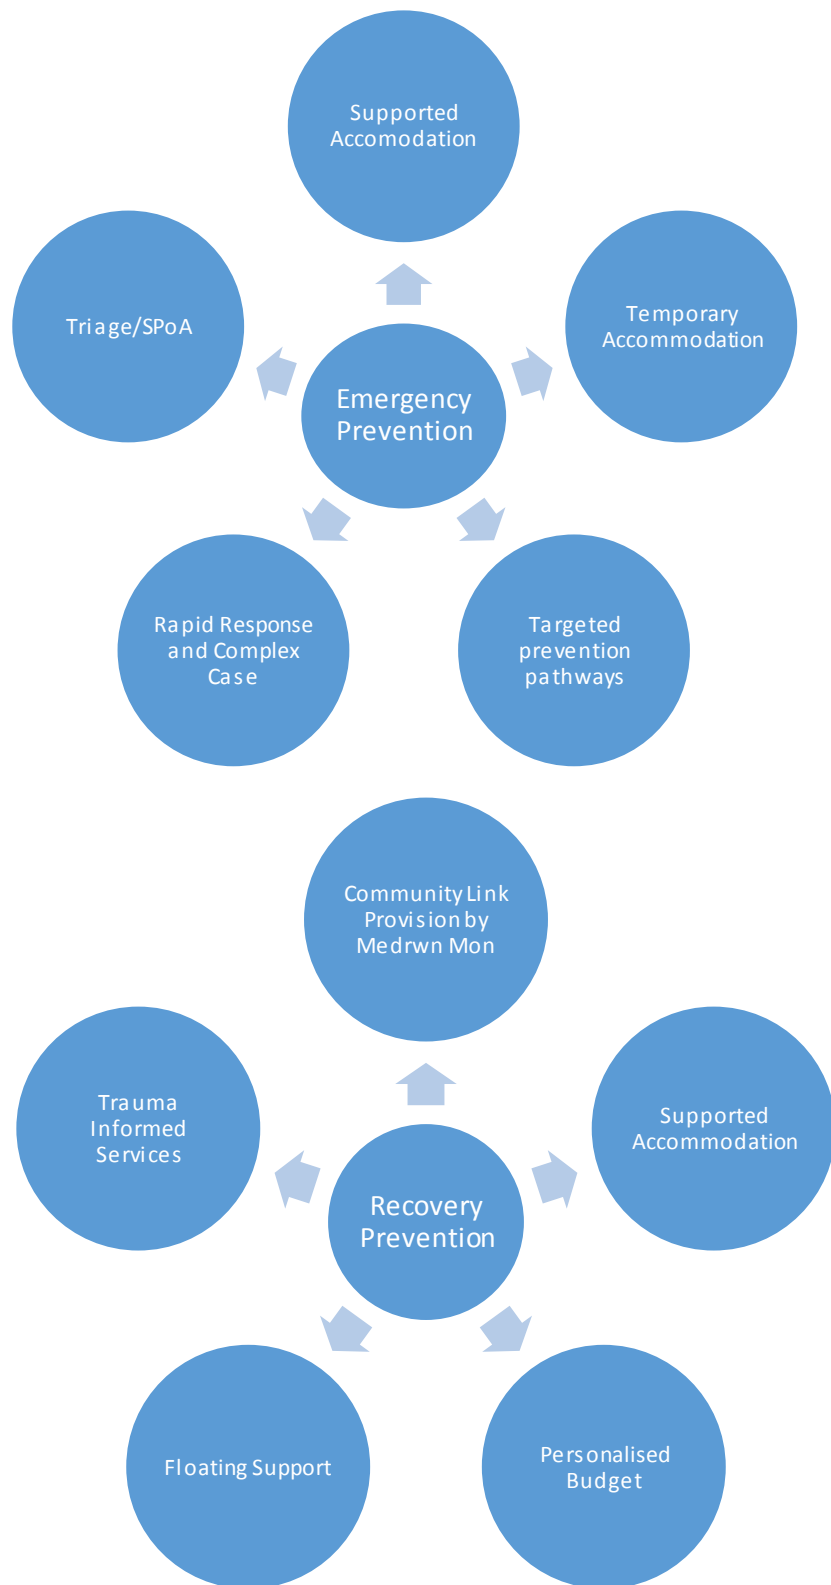 Supported
Accomodation
Triage/SPoA
Temporary
Accommodation
Emergency
Prevention
Rapid Response
and Complex
Case
Targeted
prevention
pathways
Community Link
Provision by
Medrwn Mon
Trauma
Informed
Services
Supported
Accommodation
Recovery
Prevention
Floating Support
Personalised
Budget